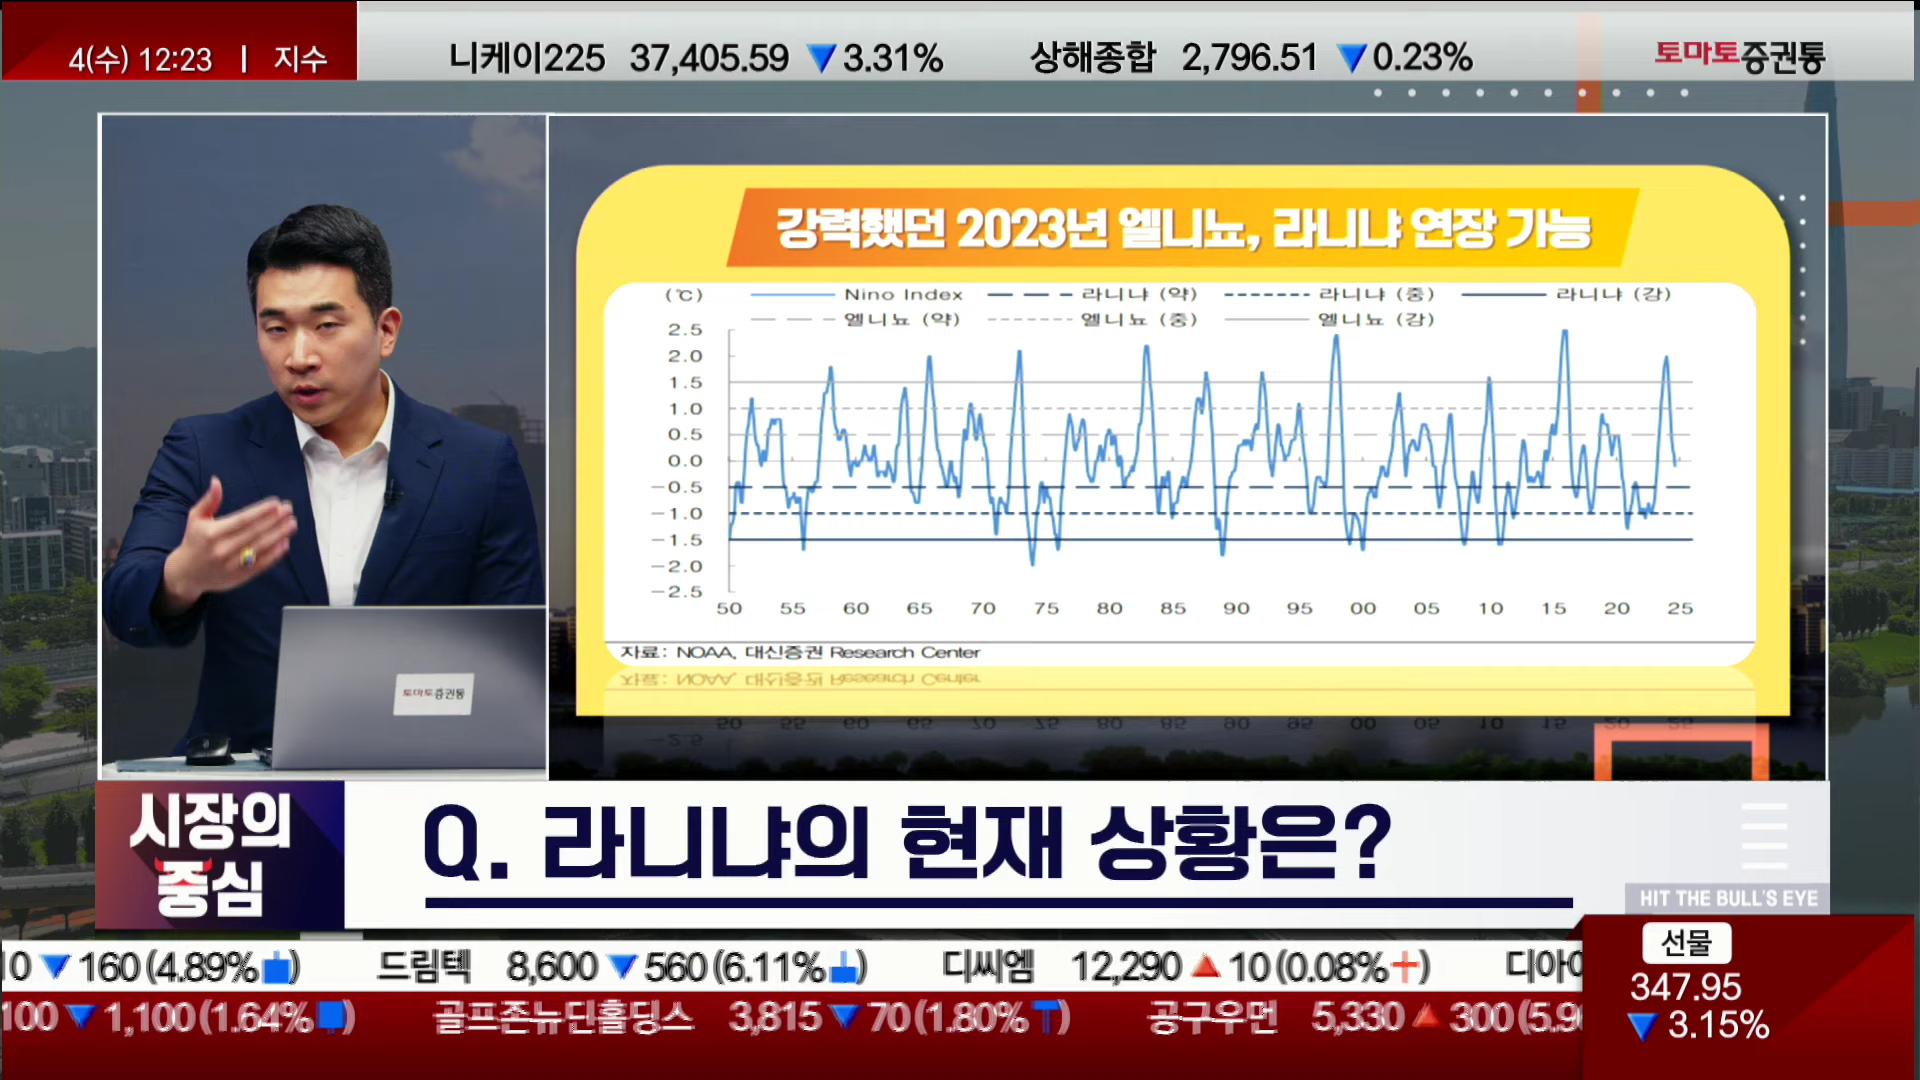 4(수) 12:23 | 지수
니케이225 37,405.59 ▼3.31% 상해종합 2,796.51 ▼0.23%
토마토증권통
강력했던 2023년 엘니뇨, 라니냐 연장 가능
(℃) Nino Index 라니냐 (약) 라니냐 (중) 라니냐 (강)
엘니뇨 (약) 엘니뇨 (중) 엘니뇨 (강)
2.5
2.0
1.5
1.0
0.5
0.0
-0.5
-1.0
-1.5
-2.0
-2.5
50 55 60 65 70 75 80 85 90 95 00 05 10 15 20 25
자료: NOAA, 대신증권 Research Center
토마토증권통
시장의
중심
Q. 라니냐의 현재 상황은?
HIT THE BULL'S EYE
▼160(4.89%) 드림텍 8,600 ▼560(6.11%) 디씨엠 12,290 ▲10(0.08%)
▼1,100(1.64%) 골프존뉴딘홀딩스 3,815 ▼70(1.80%) 공구우먼 5,330 ▲300
선물
347.95
▼3.15%